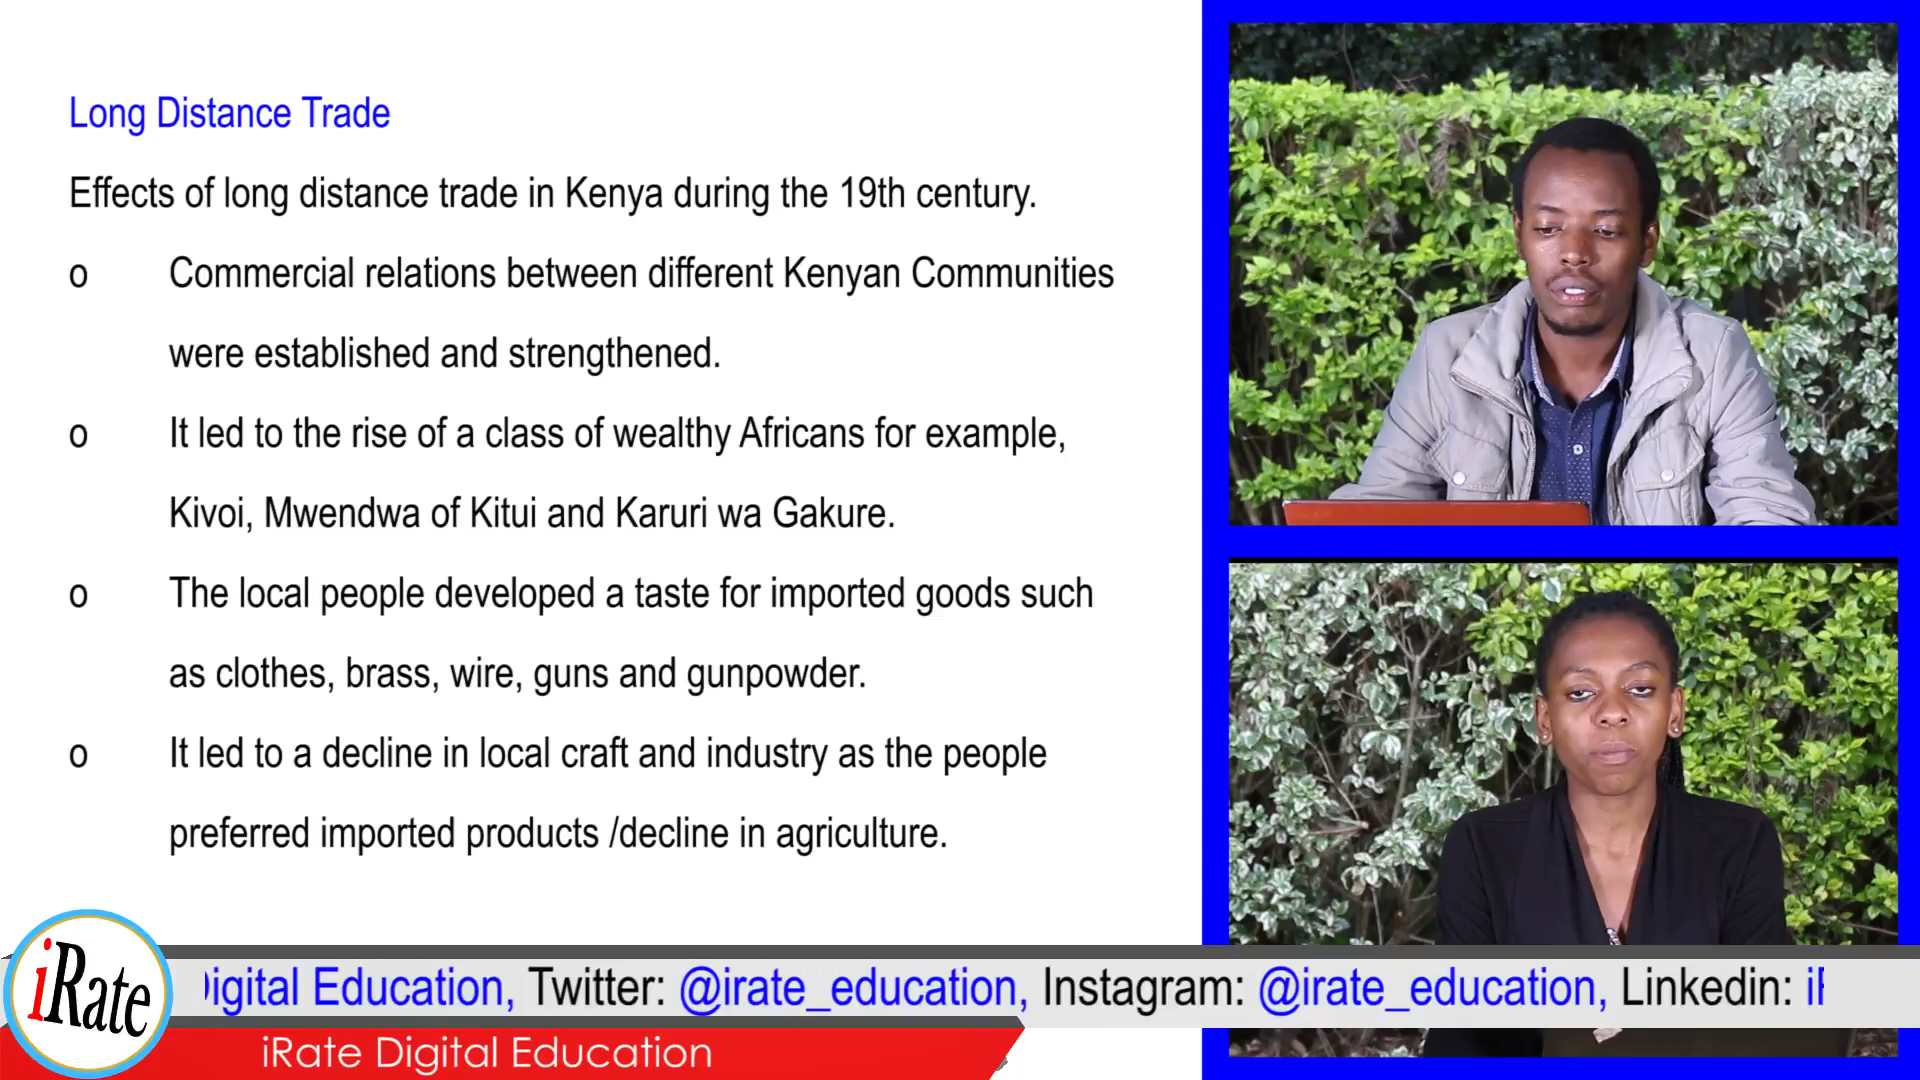 Long Distance Trade
Effects of long distance trade in Kenya during the 19th century.
o Commercial relations between different Kenyan Communities
were established and strengthened.
o It led to the rise of a class of wealthy Africans for example,
Kivoi, Mwendwa of Kitui and Karuri wa Gakure.
o The local people developed a taste for imported goods such
as clothes, brass, wire, guns and gunpowder.
o It led to a decline in local craft and industry as the people
preferred imported products /decline in agriculture.
iRate
igital Education, Twitter: @irate_education, Instagram: @irate_education, Linkedin: i
iRate Digital Education